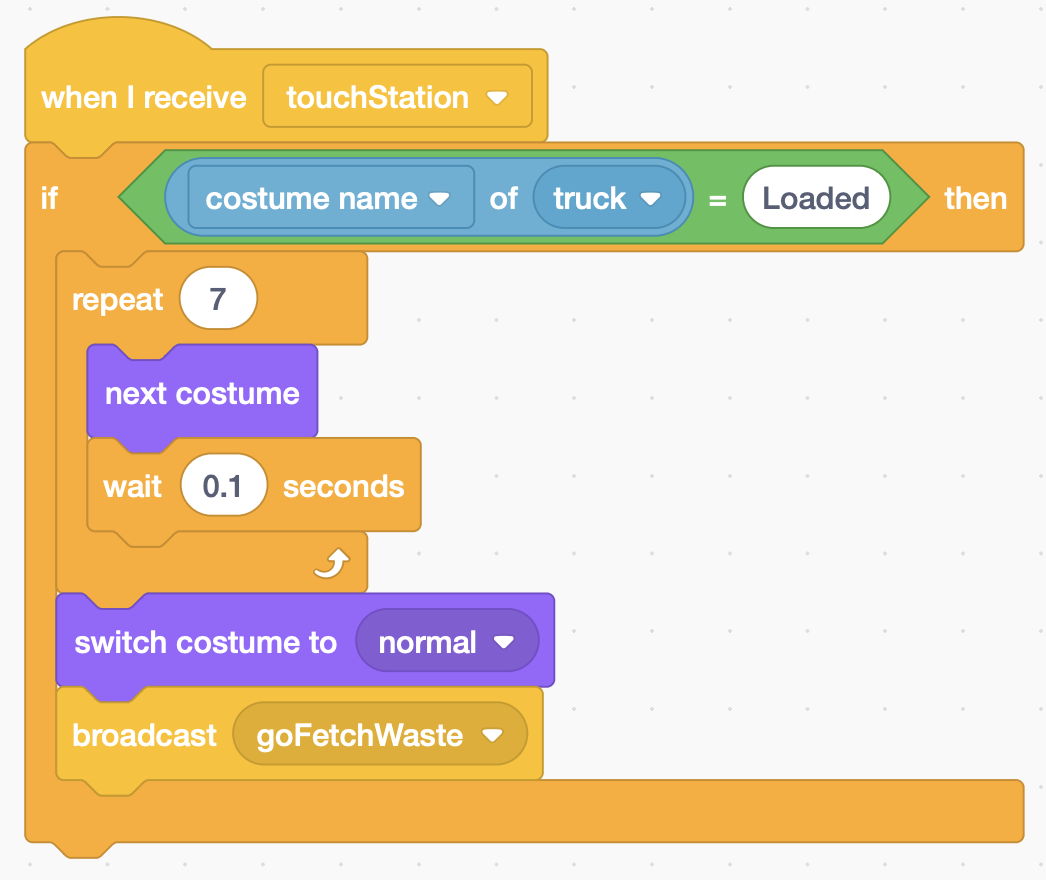 when I receive touchStation
if costume name of truck = Loaded then
repeat 7
next costume
wait 0.1 seconds
switch costume to normal
broadcast goFetchWaste